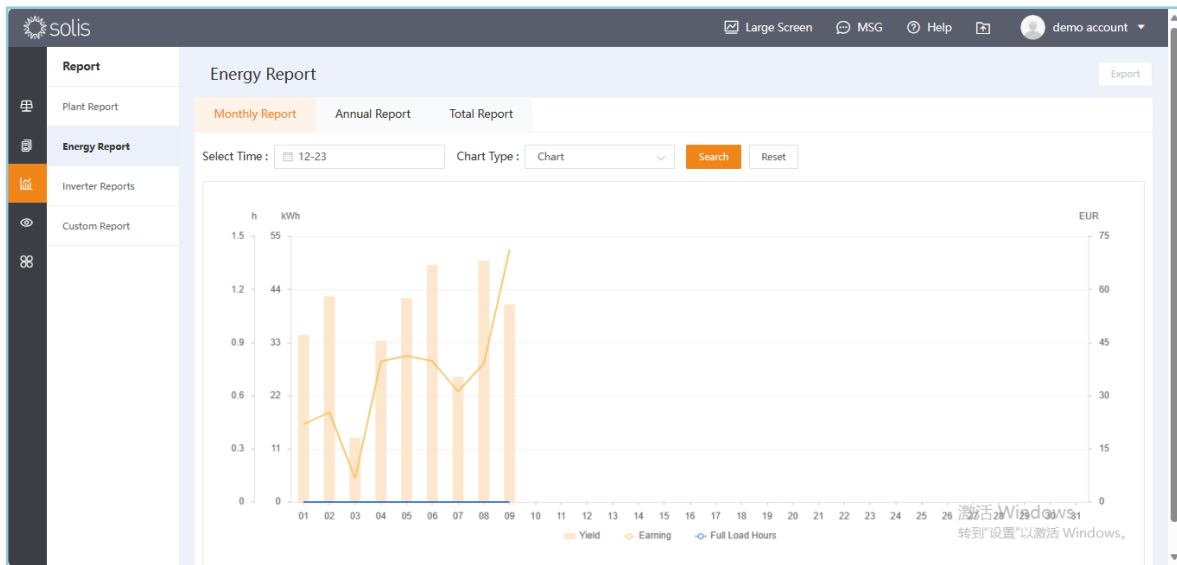 solis
Large Screen MSG Help demo account
Report
Plant Report
Energy Report
Inverter Reports
Custom Report
Energy Report
Export
Monthly Report Annual Report Total Report
Select Time : 12-23 Chart Type : Chart Search Reset
h kWh EUR
1.5 55 75
1.2 44 60
0.9 33 45
0.6 22 30
0.3 11 15
0 0 0
01 02 03 04 05 06 07 08 09 10 11 12 13 14 15 16 17 18 19 20 21 22 23 24 25 26 27 28 29 30 31
Yield Earning Full Load Hours
激活 Windows
转到"设置"以激活 Windows。